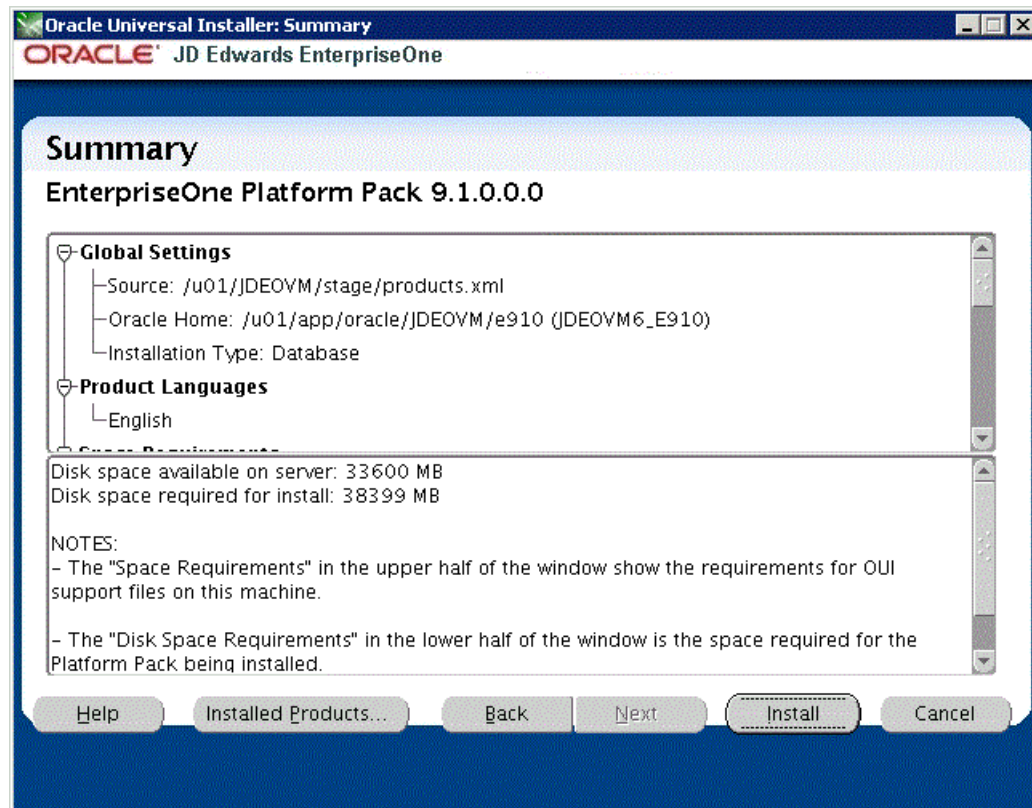 Oracle Universal Installer: Summary
ORACLE' JD Edwards EnterpriseOne
Summary
EnterpriseOne Platform Pack 9.1.0.0.0
Global Settings
Source: /u01/JDEOVM/stage/products.xml
Oracle Home: /u01/app/oracle/JDEOVM/e910 (JDEOVM6_E910)
Installation Type: Database
Product Languages
English
Space Requirements
Disk space available on server: 33600 MB
Disk space required for install: 38399 MB
NOTES:
– The "Space Requirements" in the upper half of the window show the requirements for OUI
support files on this machine.
– The "Disk Space Requirements" in the lower half of the window is the space required for the
Platform Pack being installed.
Help Installed Products... Back Next Install Cancel